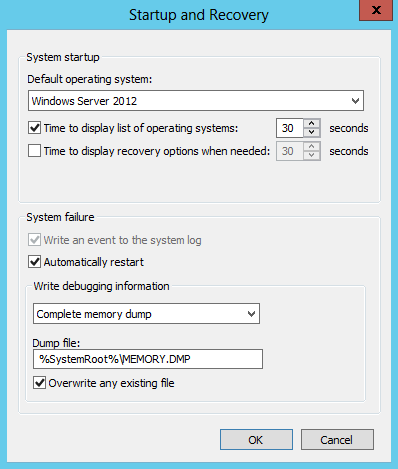 Startup and Recovery
x
System startup
Default operating system:
Windows Server 2012
Time to display list of operating systems: 30 seconds
Time to display recovery options when needed: 30 seconds
System failure
Write an event to the system log
Automatically restart
Write debugging information
Complete memory dump
Dump file:
%SystemRoot%\MEMORY.DMP
Overwrite any existing file
OK Cancel